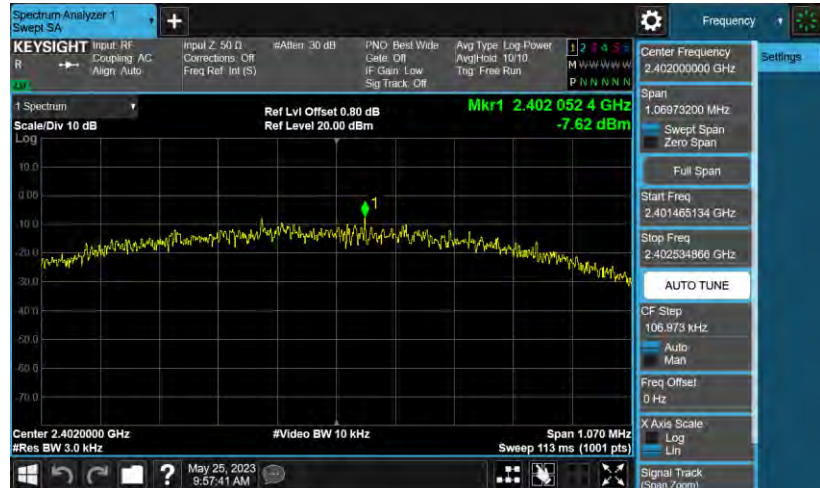 Spectrum Analyzer 1
Swept SA
+
Frequency
KEYSIGHT
R
Input: RF
Coupling: AC
Align: Auto
Input Z: 50 Ω
Corrections: Off
Freq Ref: Int (S)
#Atten: 30 dB
PNO: Best Wide
Gate: Off
IF Gain: Low
Sig Track: Off
Avg Type: Log-Power
Avg|Hold: 10/10
Trig: Free Run
1 2 3 4 5 6
M W W W W W
P N N N N N
1 Spectrum
Scale/Div 10 dB
Ref Lvl Offset 0.80 dB
Ref Level 20.00 dBm
Mkr1 2.402 052 4 GHz
-7.62 dBm
Log
10.0
0.00
-10.0
-20.0
-30.0
-40.0
-50.0
-60.0
-70.0
1
Center 2.4020000 GHz
#Video BW 10 kHz
Span 1.070 MHz
#Res BW 3.0 kHz
Sweep 113 ms (1001 pts)
?
May 25, 2023
9:57:41 AM
Center Frequency
2.402000000 GHz
Settings
Span
1.06973200 MHz
Swept Span
Zero Span
Full Span
Start Freq
2.401465134 GHz
Stop Freq
2.402534866 GHz
AUTO TUNE
CF Step
106.973 kHz
Auto
Man
Freq Offset
0 Hz
X Axis Scale
Log
Lin
Signal Track
(Span Zoom)